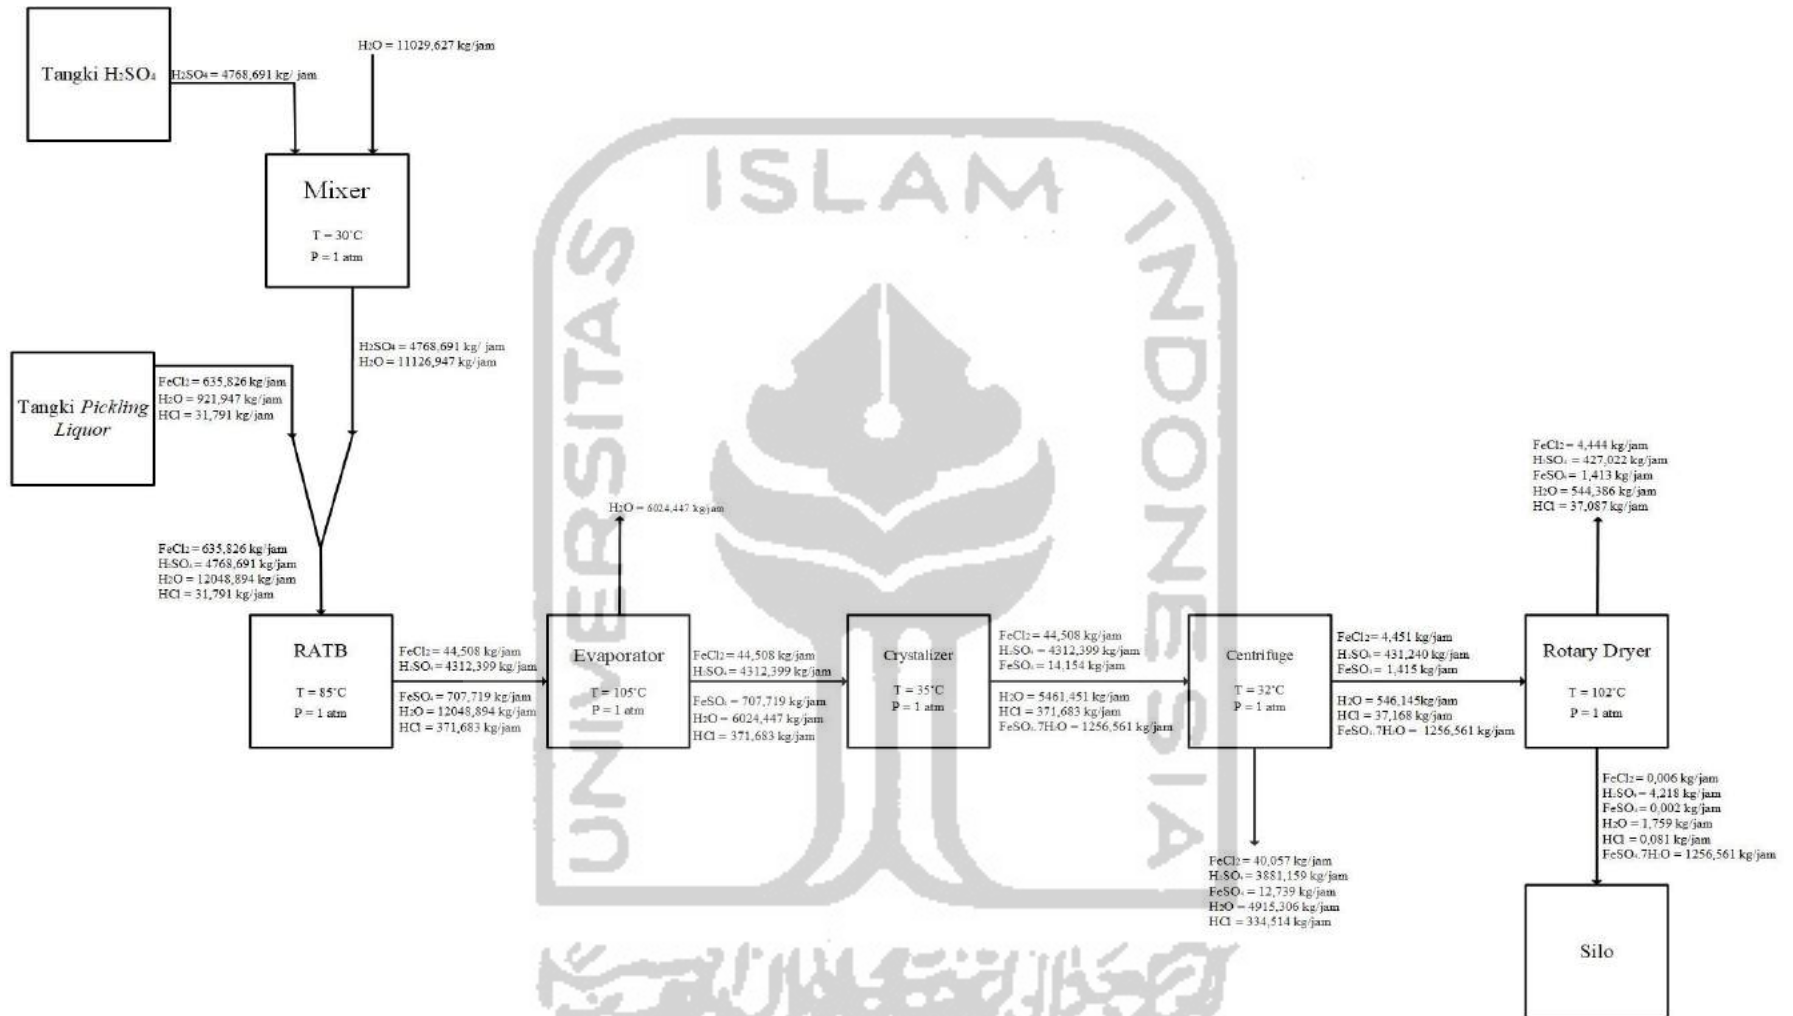 Tangki H₂SO₄
H₂SO₄ = 4768,691 kg/ jam
H₂O = 11029,627 kg/jam
Mixer
T = 30°C
P = 1 atm
H₂SO₄ = 4768,691 kg/ jam
H₂O = 11126,947 kg/jam
Tangki Pickling
Liquor
FeCl₂ = 635,826 kg/jam
H₂O = 921,947 kg/jam
HCl = 31,791 kg/jam
FeCl₂ = 635,826 kg/jam
H₂SO₄ = 4768,691 kg/jam
H₂O = 12048,894 kg/jam
HCl = 31,791 kg/jam
RATB
T = 85°C
P = 1 atm
FeCl₂ = 44,508 kg/jam
H₂SO₄ = 4312,399 kg/jam
FeSO₄ = 707,719 kg/jam
H₂O = 12048,894 kg/jam
HCl = 371,683 kg/jam
H₂O = 6024,447 kg/jam
Evaporator
T = 105°C
P = 1 atm
FeCl₂ = 44,508 kg/jam
H₂SO₄ = 4312,399 kg/jam
FeSO₄ = 707,719 kg/jam
H₂O = 6024,447 kg/jam
HCl = 371,683 kg/jam
Crystalizer
T = 35°C
P = 1 atm
FeCl₂ = 44,508 kg/jam
H₂SO₄ = 4312,399 kg/jam
FeSO₄ = 14,154 kg/jam
H₂O = 5461,451 kg/jam
HCl = 371,683 kg/jam
FeSO₄.7H₂O = 1256,561 kg/jam
Centrifuge
T = 32°C
P = 1 atm
FeCl₂ = 40,057 kg/jam
H₂SO₄ = 3881,159 kg/jam
FeSO₄ = 12,739 kg/jam
H₂O = 4915,306 kg/jam
HCl = 334,514 kg/jam
FeCl₂ = 4,451 kg/jam
H₂SO₄ = 431,240 kg/jam
FeSO₄ = 1,415 kg/jam
H₂O = 546,145kg/jam
HCl = 37,168 kg/jam
FeSO₄.7H₂O = 1256,561 kg/jam
FeCl₂ = 4,444 kg/jam
H₂SO₄ = 427,022 kg/jam
FeSO₄ = 1,413 kg/jam
H₂O = 544,386 kg/jam
HCl = 37,087 kg/jam
Rotary Dryer
T = 102°C
P = 1 atm
FeCl₂ = 0,006 kg/jam
H₂SO₄ = 4,218 kg/jam
FeSO₄ = 0,002 kg/jam
H₂O = 1,759 kg/jam
HCl = 0,081 kg/jam
FeSO₄.7H₂O = 1256,561 kg/jam
Silo
UNIVERSITAS
ISLAM
INDONESIA